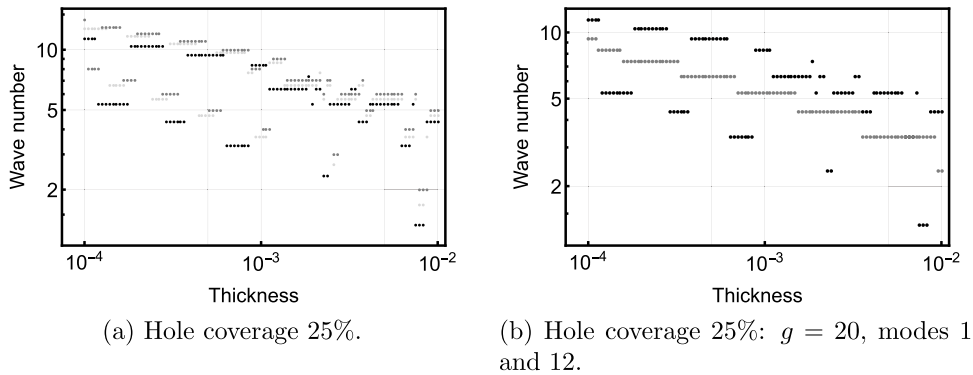 10
5
2
Wave number
10−4
10−3
10−2
Thickness
(a) Hole coverage 25%.
10
5
2
Wave number
10−4
10−3
10−2
Thickness
(b) Hole coverage 25%: g = 20, modes 1
and 12.